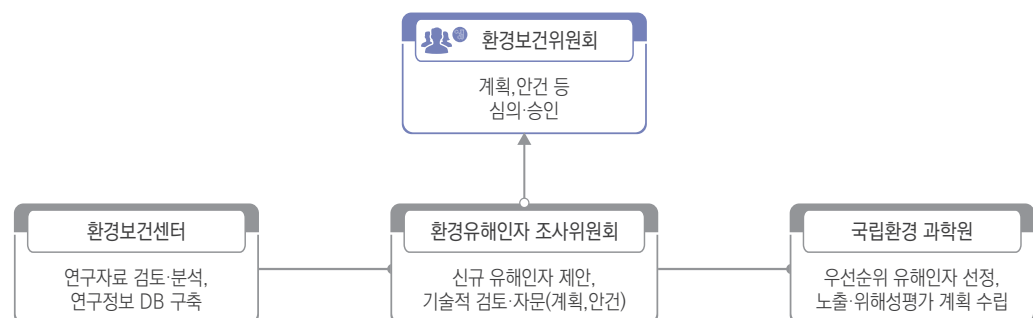 환경보건위원회
계획,안건 등
심의·승인
환경보건센터
연구자료 검토·분석,
연구정보 DB 구축
환경유해인자 조사위원회
신규 유해인자 제안,
기술적 검토·자문(계획,안건)
국립환경 과학원
우선순위 유해인자 선정,
노출·위해성평가 계획 수립